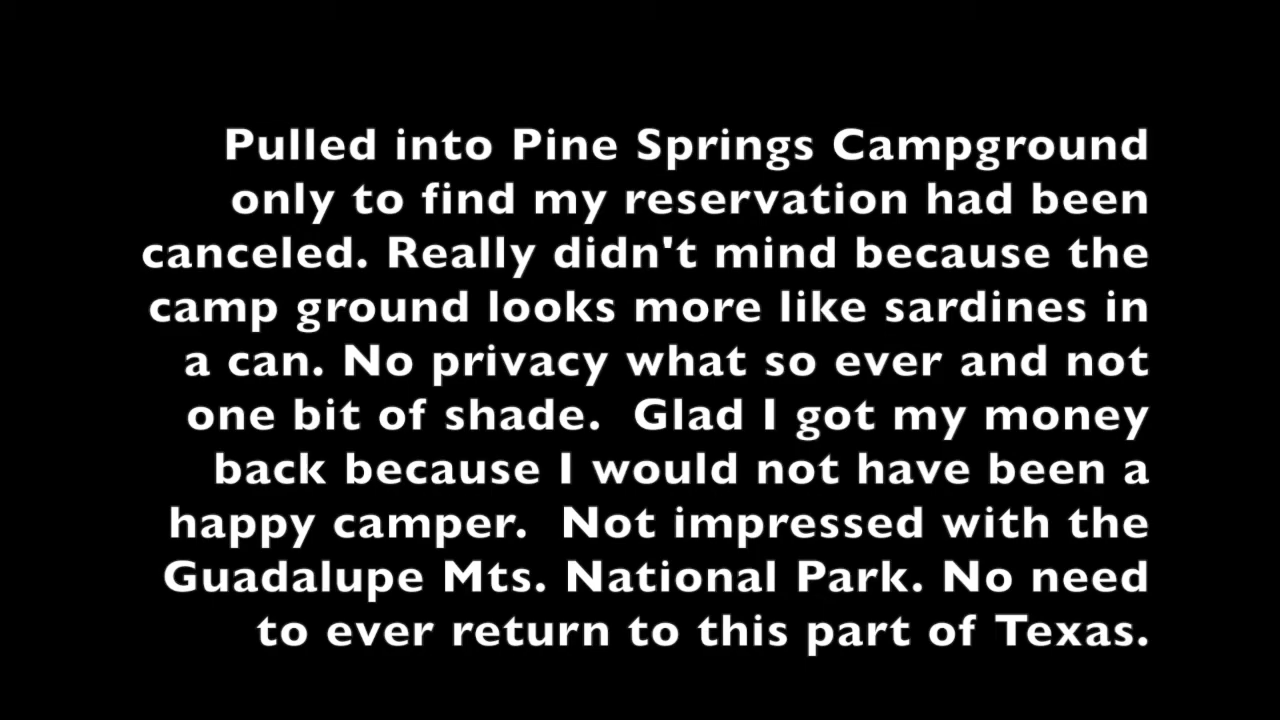 Pulled into Pine Springs Campground
only to find my reservation had been
canceled. Really didn't mind because the
camp ground looks more like sardines in
a can. No privacy what so ever and not
one bit of shade.  Glad I got my money
back because I would not have been a
happy camper.  Not impressed with the
Guadalupe Mts. National Park. No need
to ever return to this part of Texas.